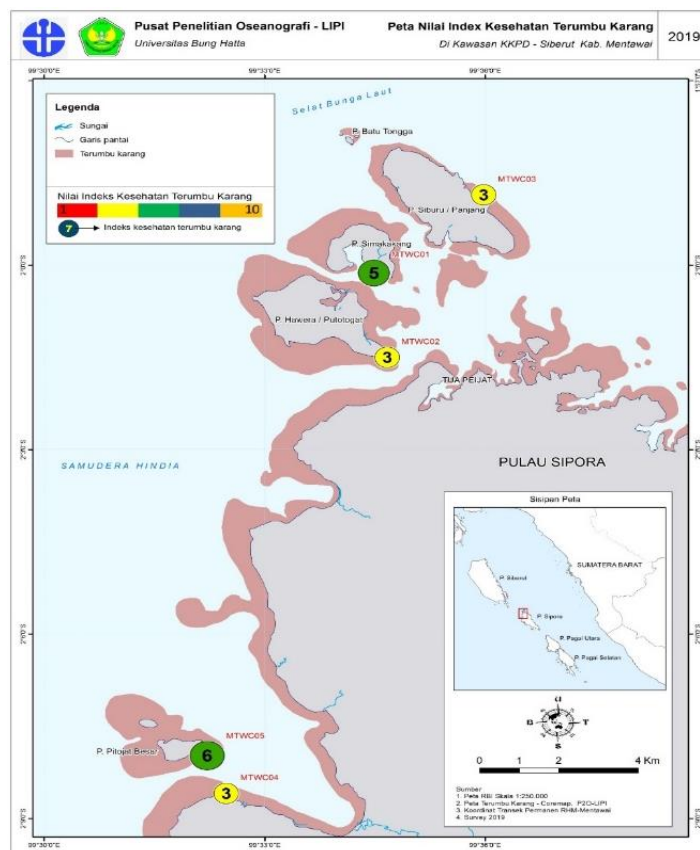 Pusat Penelitian Oseanografi - LIPI
Universitas Bung Hatta
Peta Nilai Index Kesehatan Terumbu Karang
Di Kawasan KKPD - Siberut Kab. Mentawai
2019
99°30'0"E
99°33'0"E
99°36'0"E
Legenda
Sungai
Garis pantai
Terumbu karang
Nilai Indeks Kesehatan Terumbu Karang
1
10
7
Indeks kesehatan terumbu karang
Selat Bunga Laut
P. Batu Tongga
MTWC03
3
P. Siburu / Panjang
P. Simakakang
MTWC01
5
P. Hawera / Putotogat
MTWC02
3
TUA PEIJAT
SAMUDERA HINDIA
PULAU SIPORA
Sisipan Peta
SUMATERA BARAT
P. Siberut
P. Sipora
P. Pagai Utara
P. Pagai Selatan
MTWC05
6
P. Pitojat Besar
MTWC04
3
U
B
T
S
0
1
2
4 Km
Sumber
1. Peta RBI Skala 1:250.000
2. Peta Terumbu Karang - Coremap, P2O-LIPI
3. Koordinat Transek Permanen RHM-Mentawai
4. Survey 2019
99°30'0"E
99°33'0"E
99°36'0"E